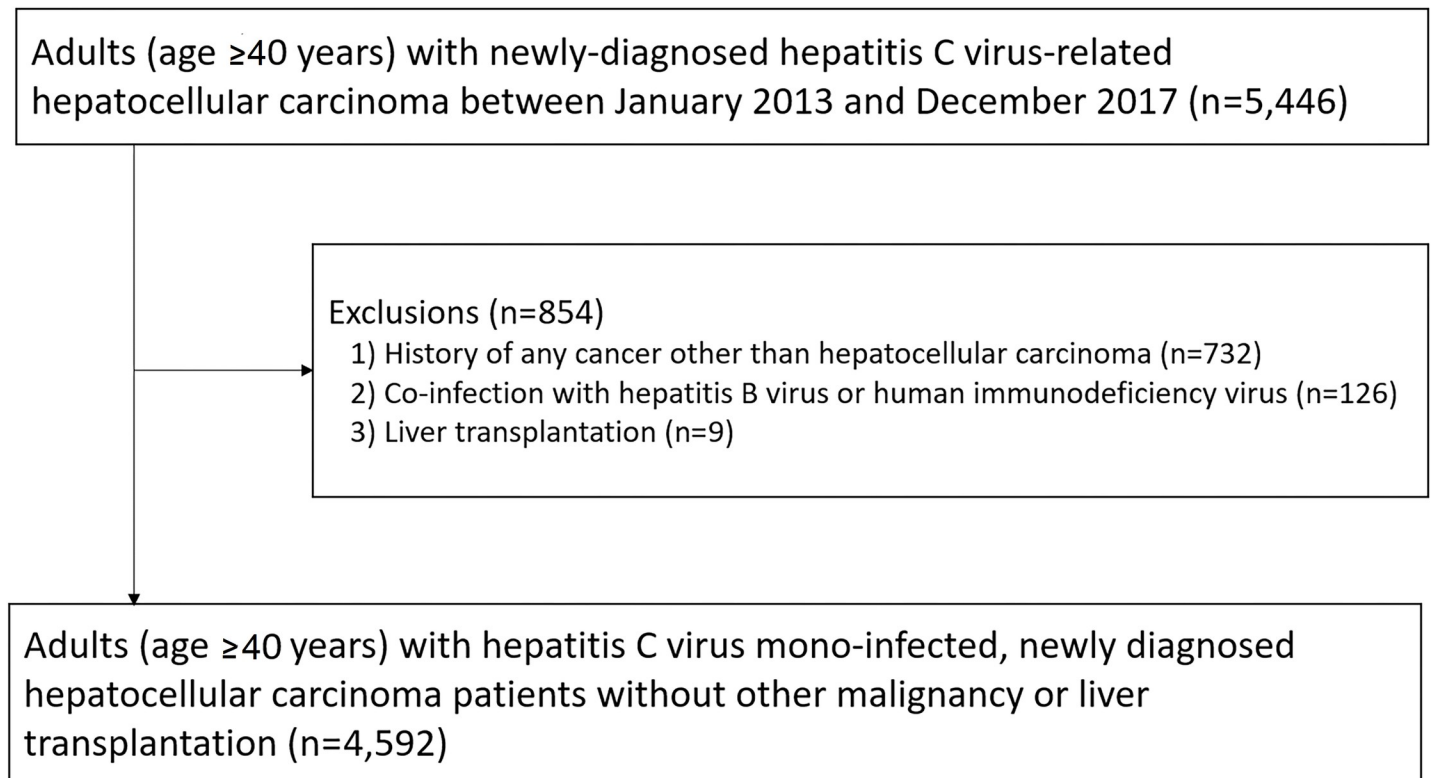 Adults (age ≥40 years) with newly-diagnosed hepatitis C virus-related
hepatocellular carcinoma between January 2013 and December 2017 (n=5,446)
Exclusions (n=854)
1) History of any cancer other than hepatocellular carcinoma (n=732)
2) Co-infection with hepatitis B virus or human immunodeficiency virus (n=126)
3) Liver transplantation (n=9)
Adults (age ≥40 years) with hepatitis C virus mono-infected, newly diagnosed
hepatocellular carcinoma patients without other malignancy or liver
transplantation (n=4,592)